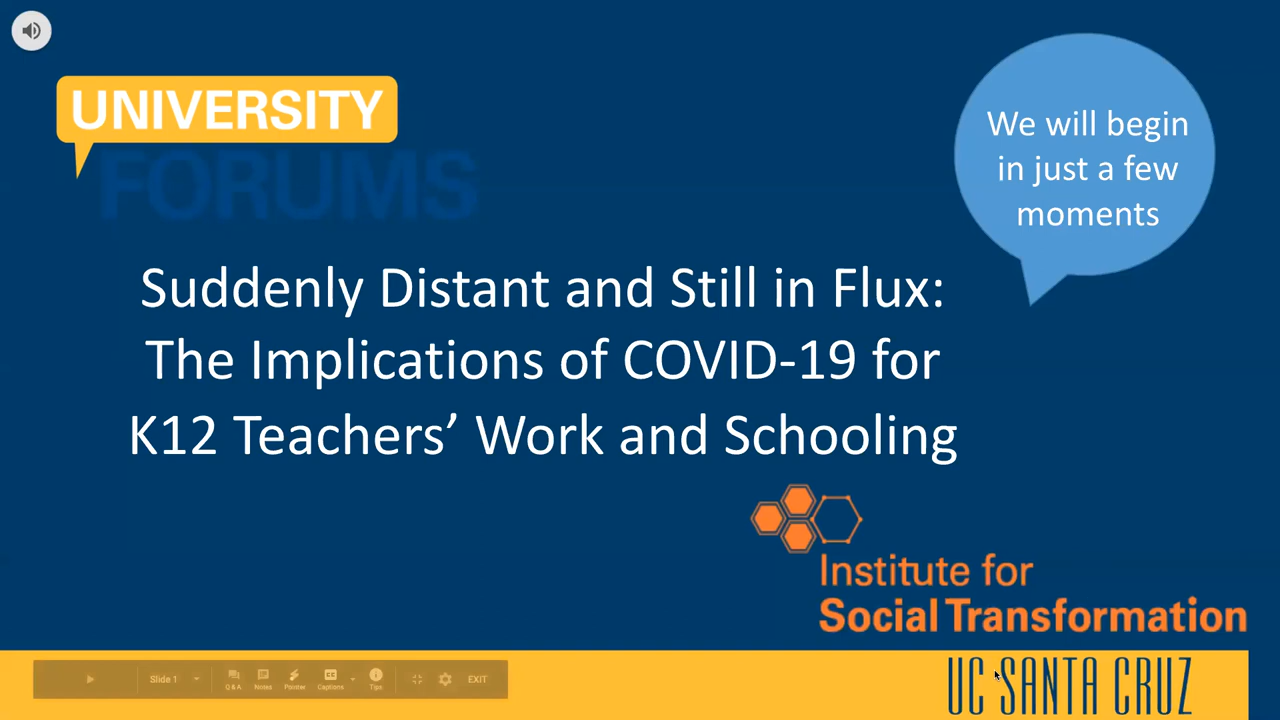 UNIVERSITY
FORUMS
We will begin
in just a few
moments
Suddenly Distant and Still in Flux:
The Implications of COVID-19 for
K12 Teachers’ Work and Schooling
Institute for
Social Transformation
UC SANTA CRUZ
Slide 1
Q & A
Notes
Pointer
CC
Captions
Tips
EXIT